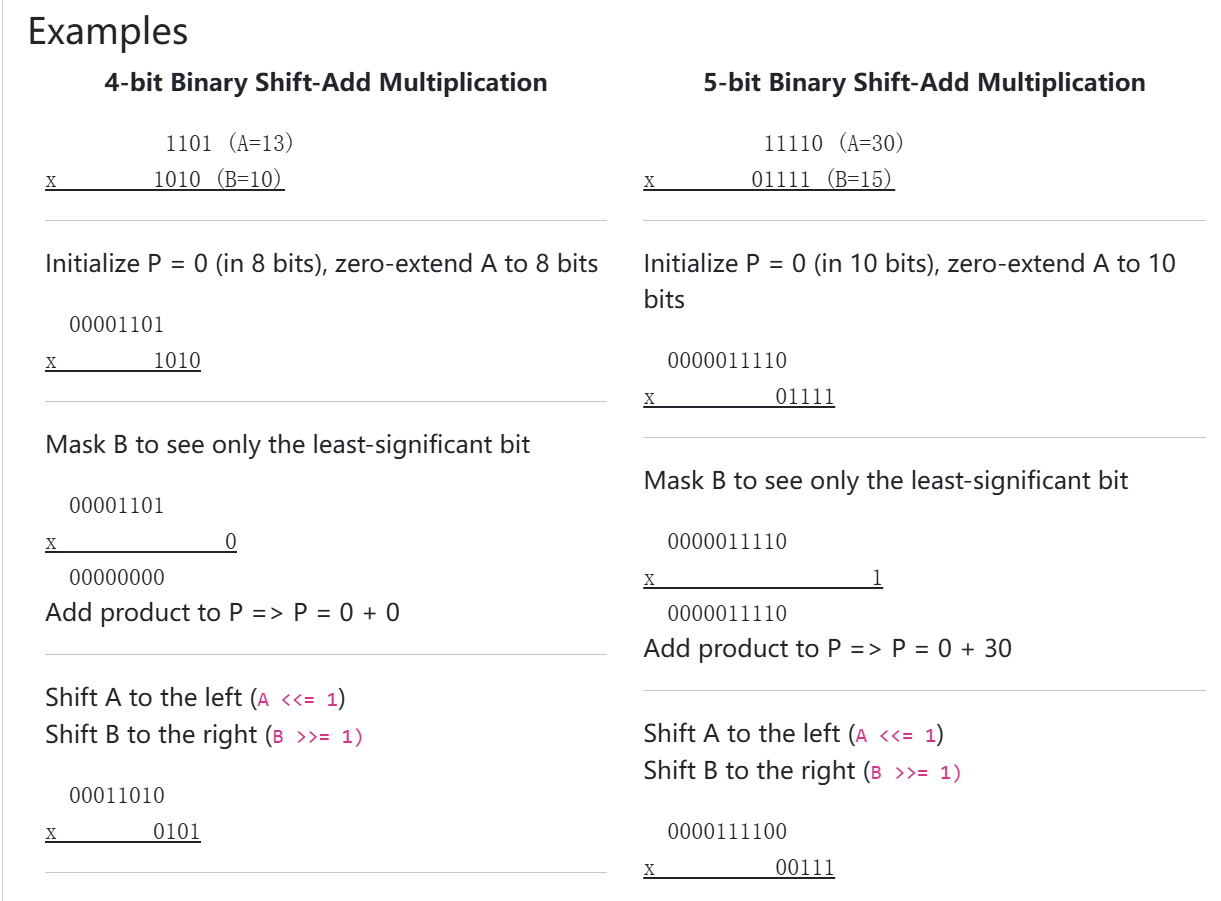 Examples
4-bit Binary Shift-Add Multiplication
1101 (A=13)
x 1010 (B=10)
Initialize P = 0 (in 8 bits), zero-extend A to 8 bits
00001101
x 1010
Mask B to see only the least-significant bit
00001101
x 0
00000000
Add product to P => P = 0 + 0
Shift A to the left (A <<= 1)
Shift B to the right (B >>= 1)
00011010
x 0101
5-bit Binary Shift-Add Multiplication
11110 (A=30)
x 01111 (B=15)
Initialize P = 0 (in 10 bits), zero-extend A to 10
bits
0000011110
x 01111
Mask B to see only the least-significant bit
0000011110
x 1
0000011110
Add product to P => P = 0 + 30
Shift A to the left (A <<= 1)
Shift B to the right (B >>= 1)
0000111100
x 00111